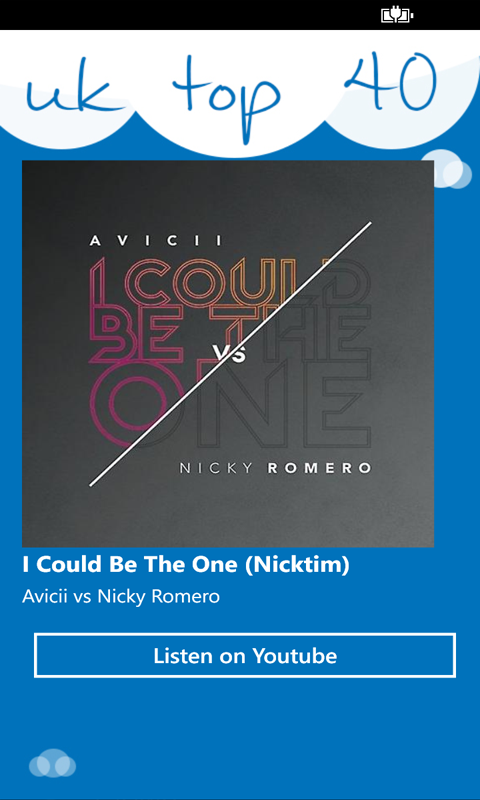 uk top 40
AVICII
I COULD
BE THE
VS
ONE
NICKY ROMERO
I Could Be The One (Nicktim)
Avicii vs Nicky Romero
Listen on Youtube